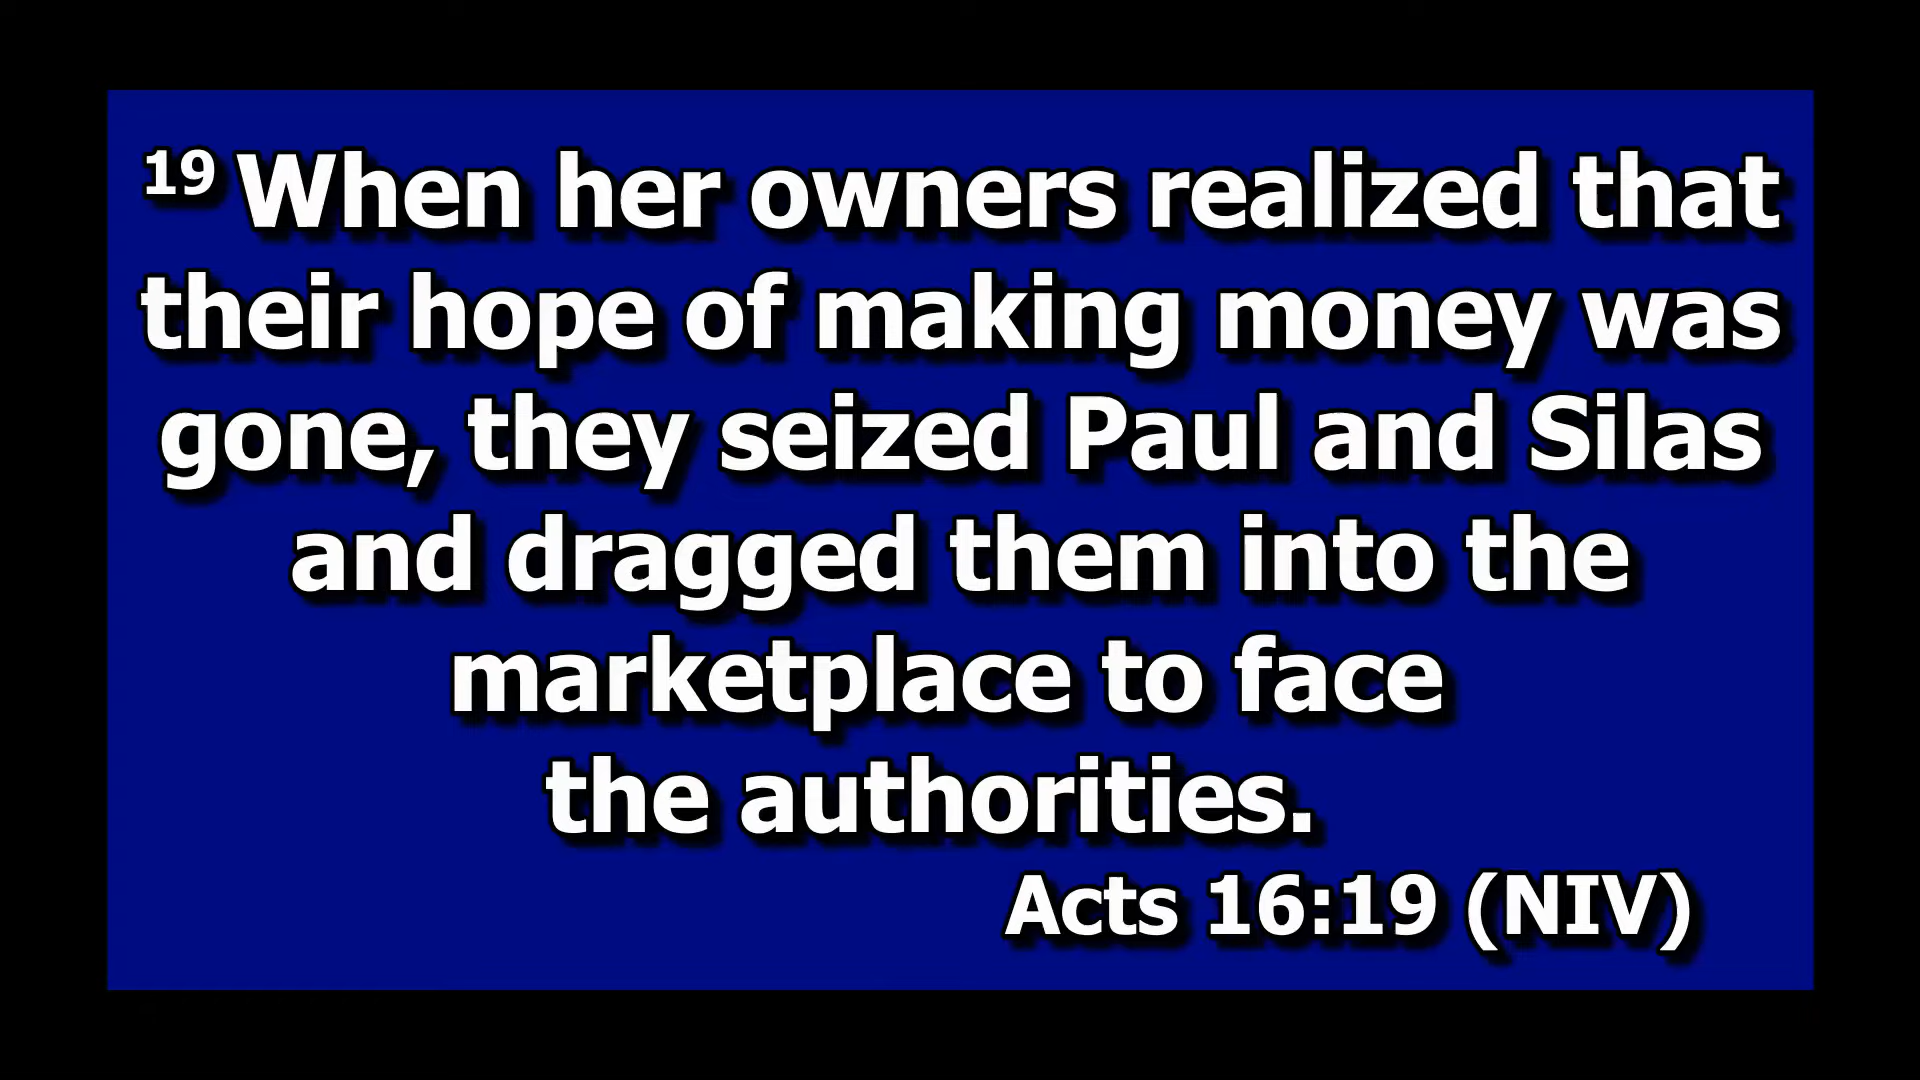 19 When her owners realized that
their hope of making money was
gone, they seized Paul and Silas
and dragged them into the
marketplace to face
the authorities.
Acts 16:19 (NIV)